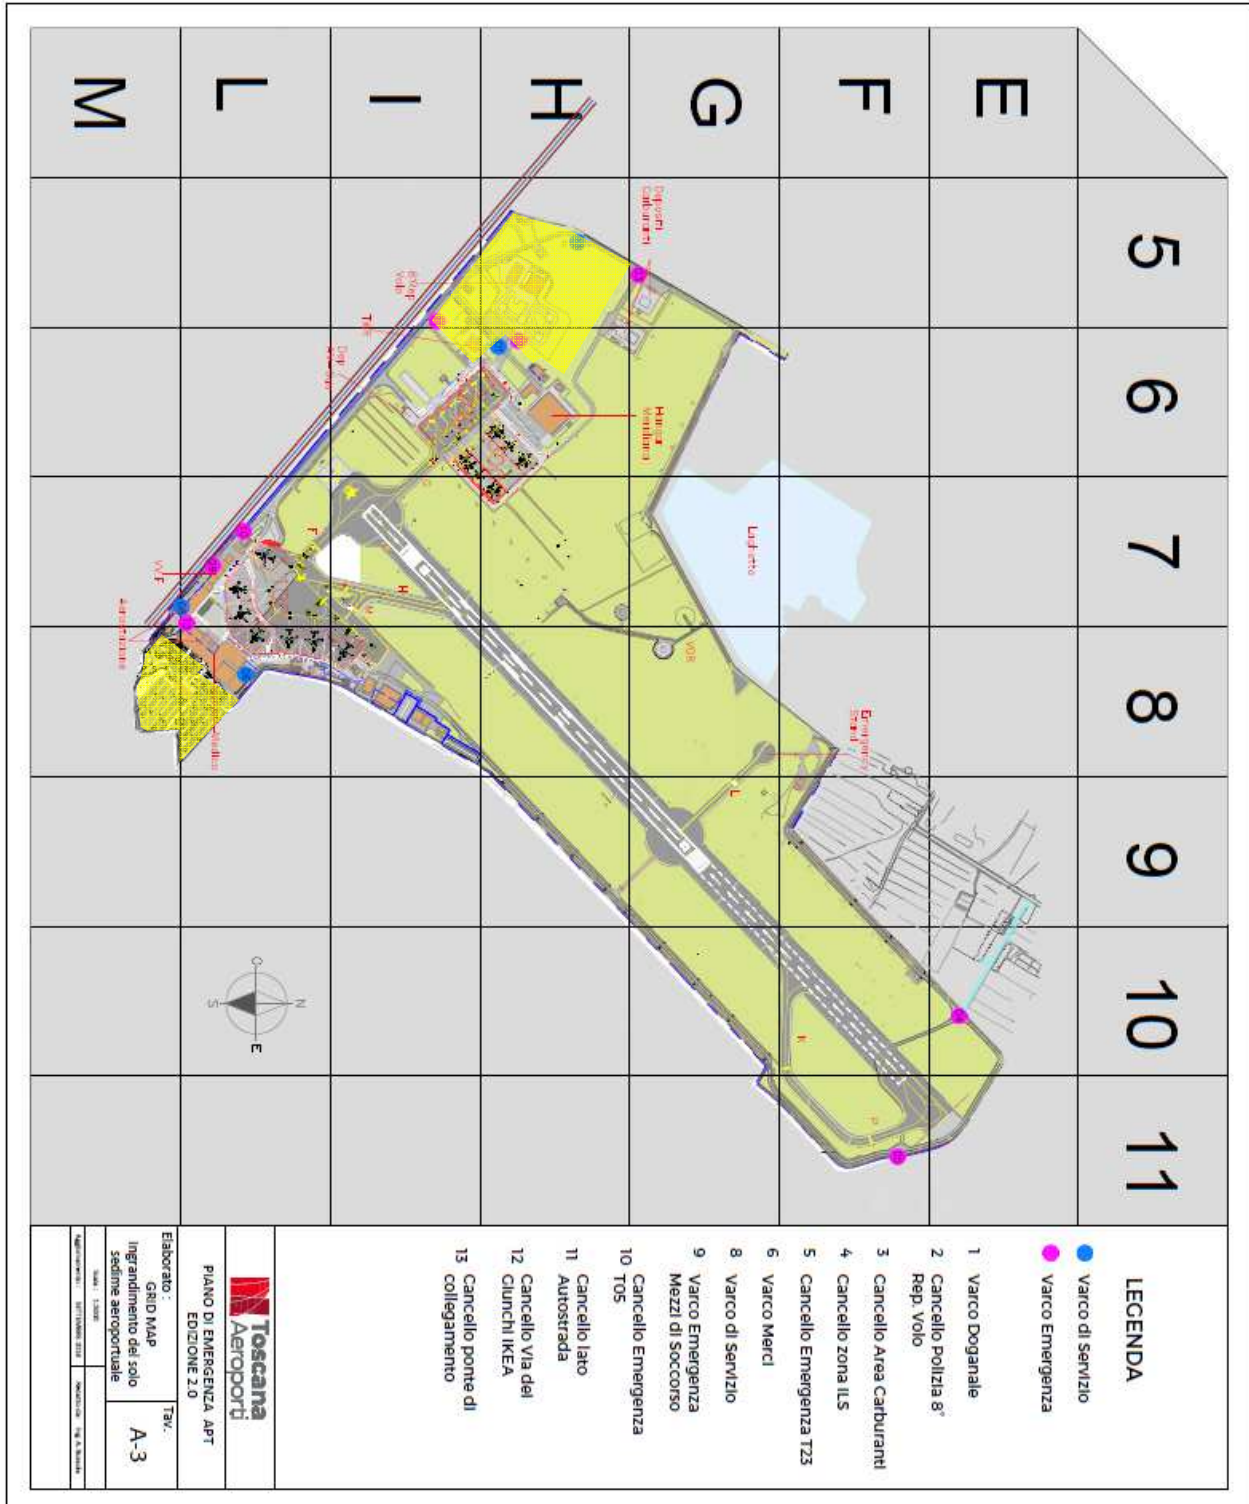 E
F
G
H
I
L
M
5
6
7
8
9
10
11
Depositi
Carburanti
8°Rep
Volo
Hangar
Meridiana
Laghetto
VOR
Emergency
VVF
F
H
M
G
L
K
P
O
N
S
E
LEGENDA
Varco di Servizio
Varco Emergenza
1 Varco Doganale
2 Cancello Polizia 8°
Rep. Volo
3 Cancello Area Carburanti
4 Cancello zona ILS
5 Cancello Emergenza T23
6 Varco Merci
8 Varco di Servizio
9 Varco Emergenza
Mezzi di Soccorso
10 Cancello Emergenza
T05
11 Cancello lato
Autostrada
12 Cancello Via dei
Giunchi IKEA
13 Cancello ponte di
collegamento
Toscana
Aeroporti
PIANO DI EMERGENZA APT
EDIZIONE 2.0
Elaborato :
GRID MAP
Ingrandimento del solo
sedime aeroportuale
Tav.
A-3